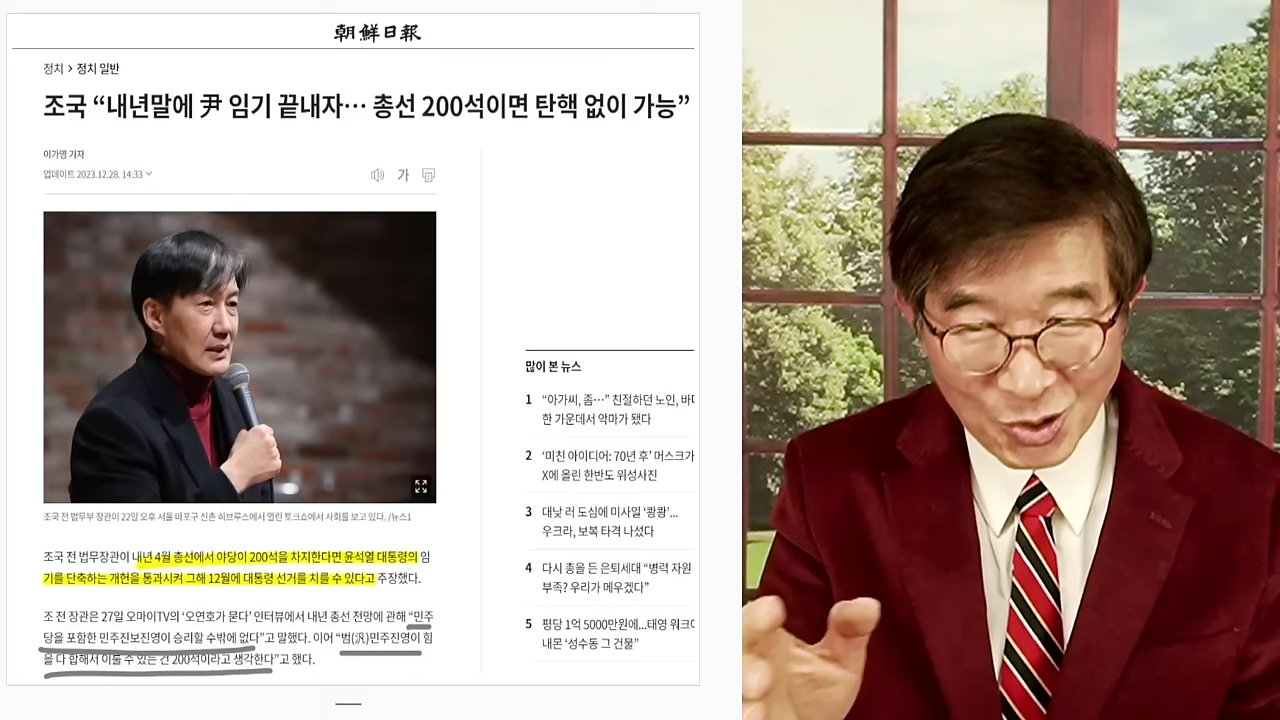 朝鮮日報
정치 > 정치 일반
조국 “내년말에 尹 임기 끝내자… 총선 200석이면 탄핵 없이 가능”
이가영 기자
업데이트 2023.12.28. 14:33
가
조국 전 법무부 장관이 22일 오후 서울 마포구 신촌 히브루스에서 열린 토크쇼에서 사회를 보고 있다. /뉴스1
조국 전 법무장관이 내년 4월 총선에서 야당이 200석을 차지한다면 윤석열 대통령의 임
기를 단축하는 개헌을 통과시켜 그해 12월에 대통령 선거를 치를 수 있다고 주장했다.
조 전 장관은 27일 오마이TV의 ‘오연호가 묻다’ 인터뷰에서 내년 총선 전망에 관해 “민주
당을 포함한 민주진보진영이 승리할 수밖에 없다”고 말했다. 이어 “범(汎)민주진영이 힘
을 다 합해서 이룰 수 있는 건 200석이라고 생각한다”고 했다.
많이 본 뉴스
1 “아가씨, 좀…” 친절하던 노인, 바다
한 가운데서 악마가 됐다
2 ‘미친 아이디어: 70년 후’ 머스크가
X에 올린 한반도 위성사진
3 대낮 러 도심에 미사일 ‘쾅쾅’...
우크라, 보복 타격 나섰다
4 다시 총을 든 은퇴세대 “병력 자원
부족? 우리가 메우겠다”
5 평당 1억 5000만원에...태영 워크
내몬 ‘성수동 그 건물’